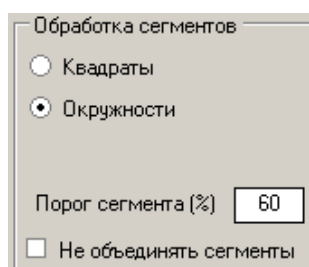 Обработка сегментов
Квадраты
Окружности
Порог сегмента (%) 60
Не объединять сегменты